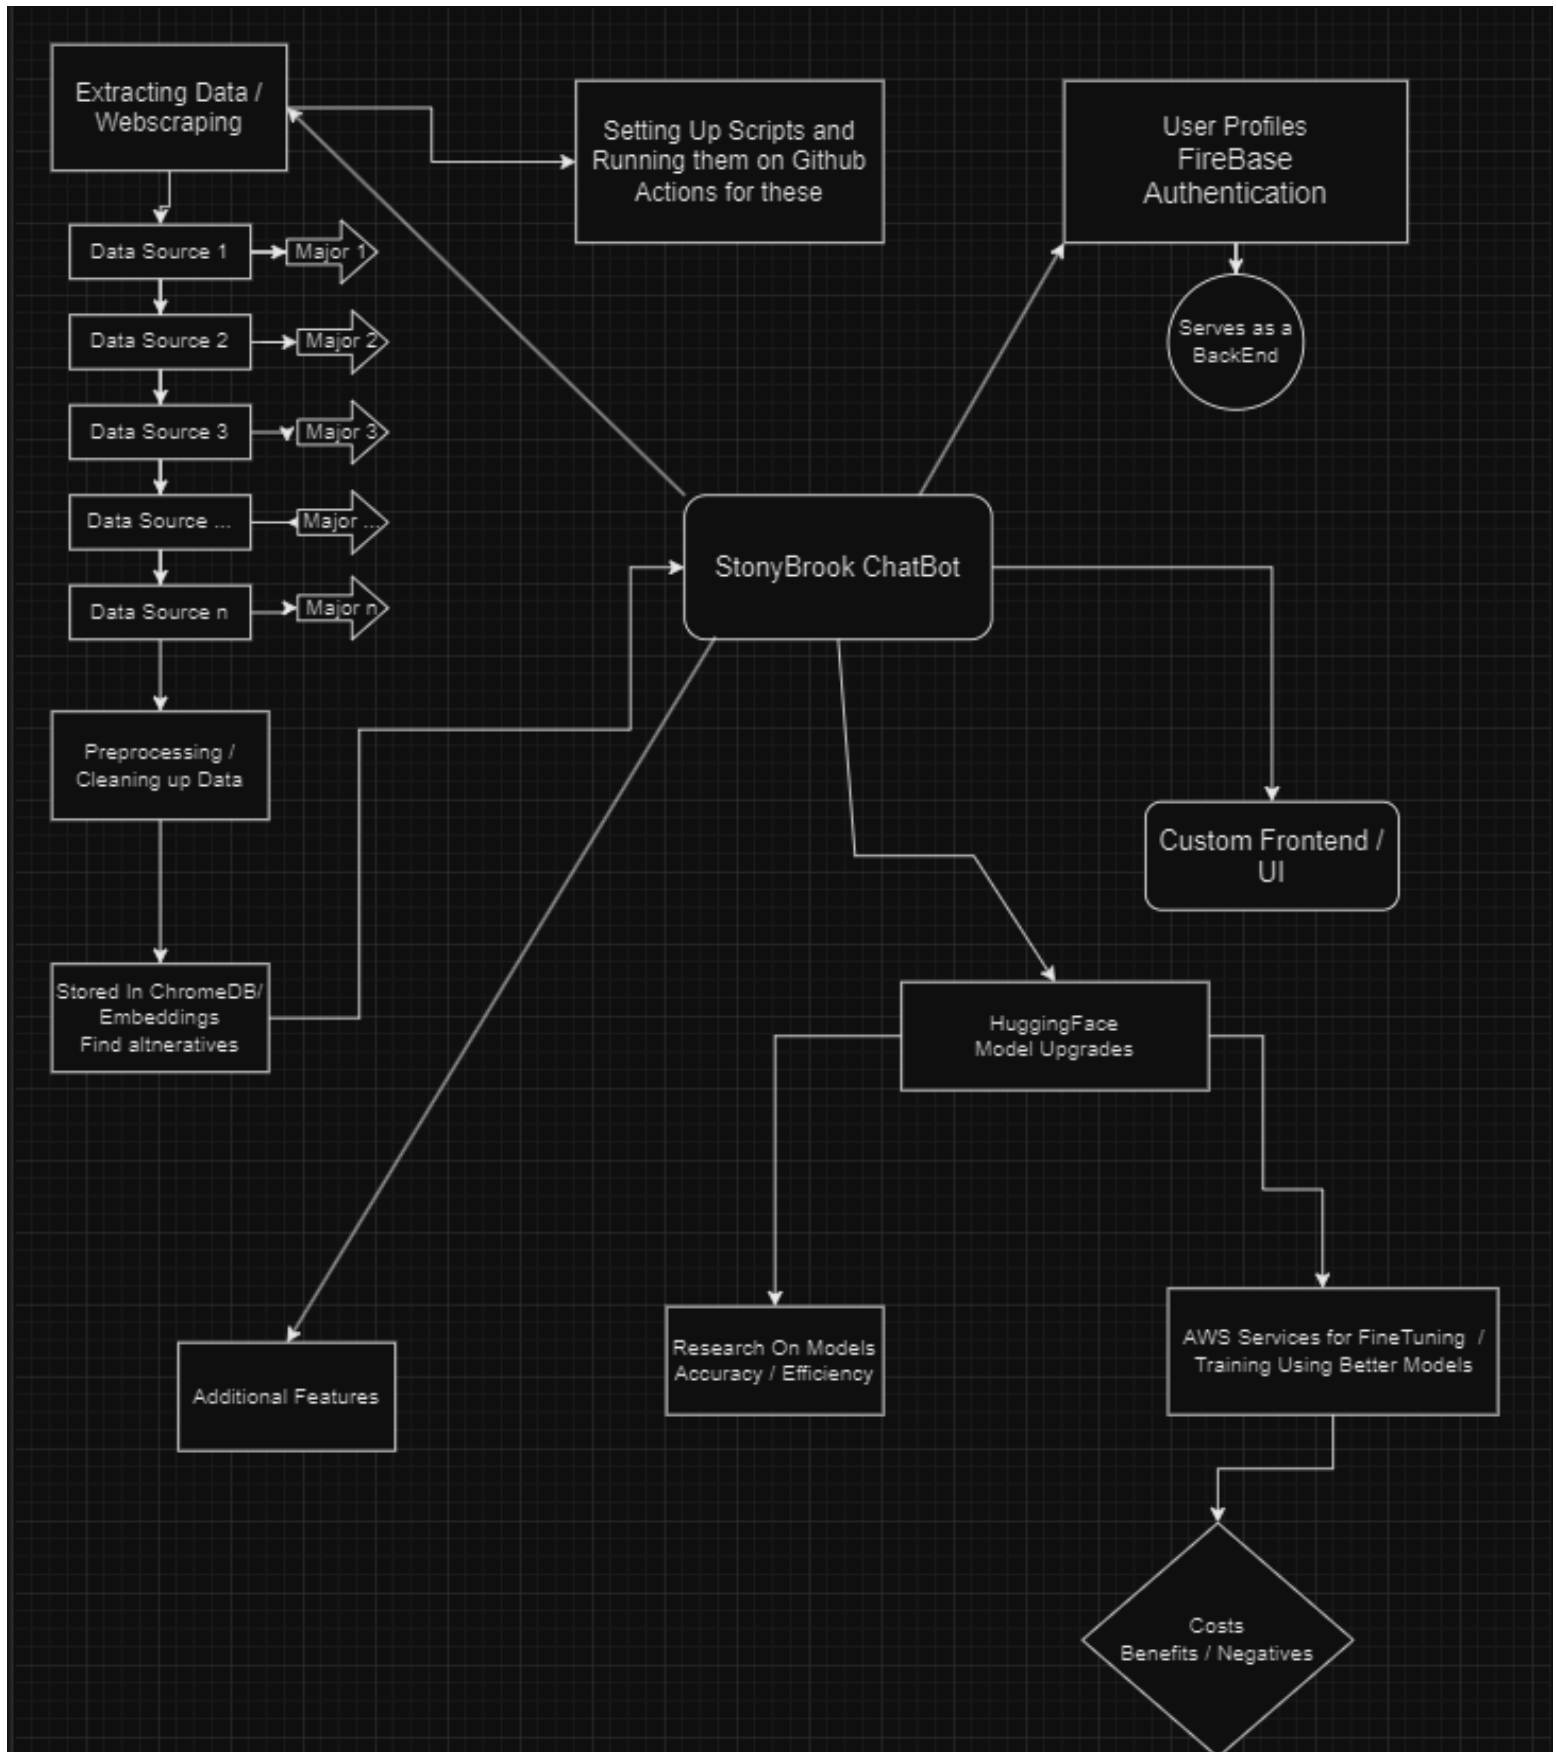 Extracting Data /
Webscraping
Setting Up Scripts and
Running them on Github
Actions for these
User Profiles
FireBase
Authentication
Data Source 1
Major 1
Serves as a
BackEnd
Data Source 2
Major 2
Data Source 3
Major 3
Data Source ...
Major ...
Data Source n
Major n
StonyBrook ChatBot
Preprocessing /
Cleaning up Data
Custom Frontend /
UI
Stored In ChromeDB/
Embeddings
Find altneratives
HuggingFace
Model Upgrades
Additional Features
Research On Models
Accuracy / Efficiency
AWS Services for FineTuning /
Training Using Better Models
Costs
Benefits / Negatives